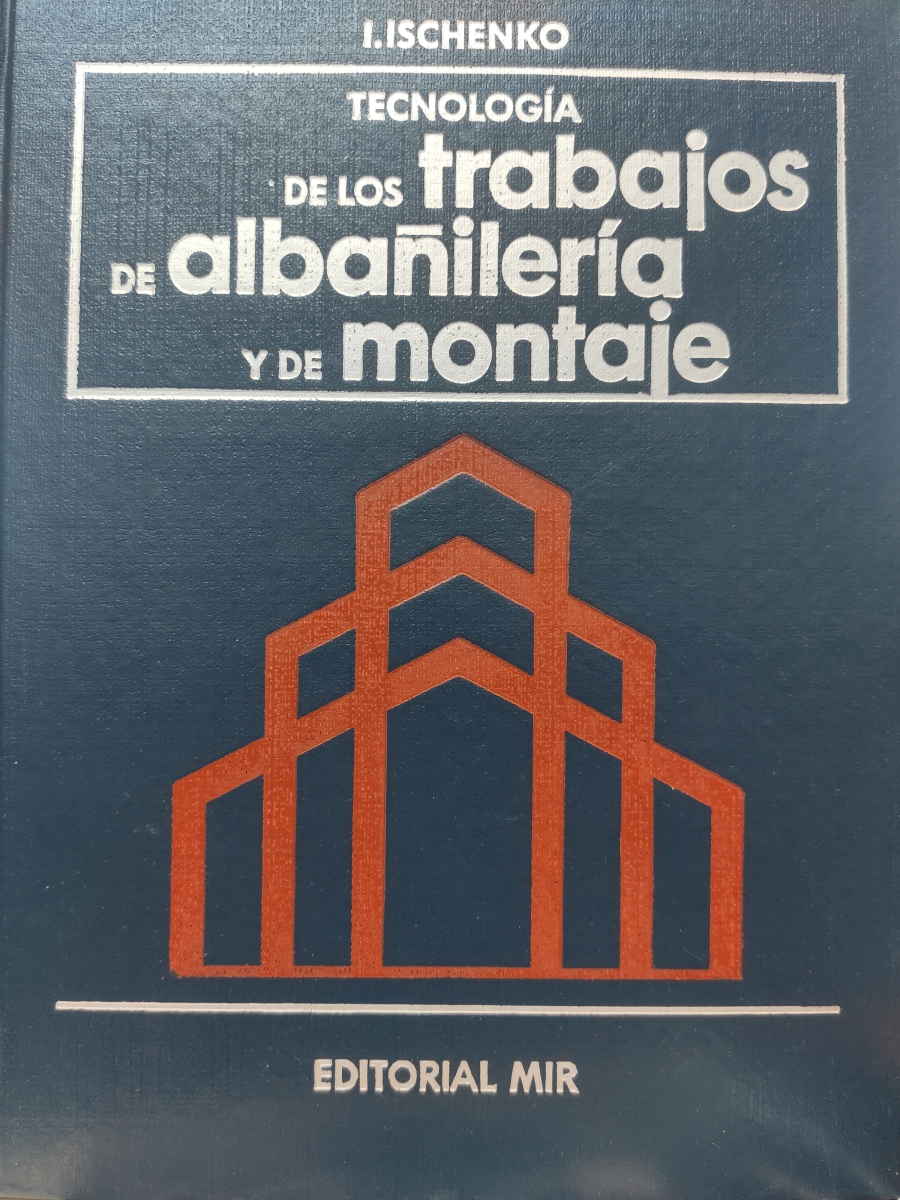 I.ISCHENKO
TECNOLOGÍA
DE LOS trabajos
DE albañilería
Y DE montaje
EDITORIAL MIR